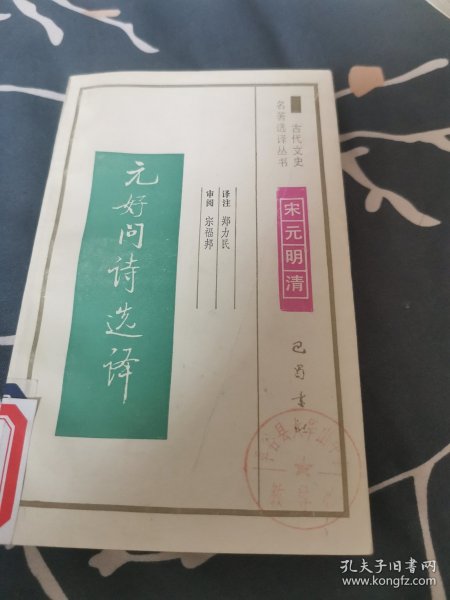 古代文史
名著选译丛书
宋元明清
译注 郑力民
审阅 宗福邦
元好问诗选译
巴蜀书社
孔夫子旧书网
www.kongfz.com